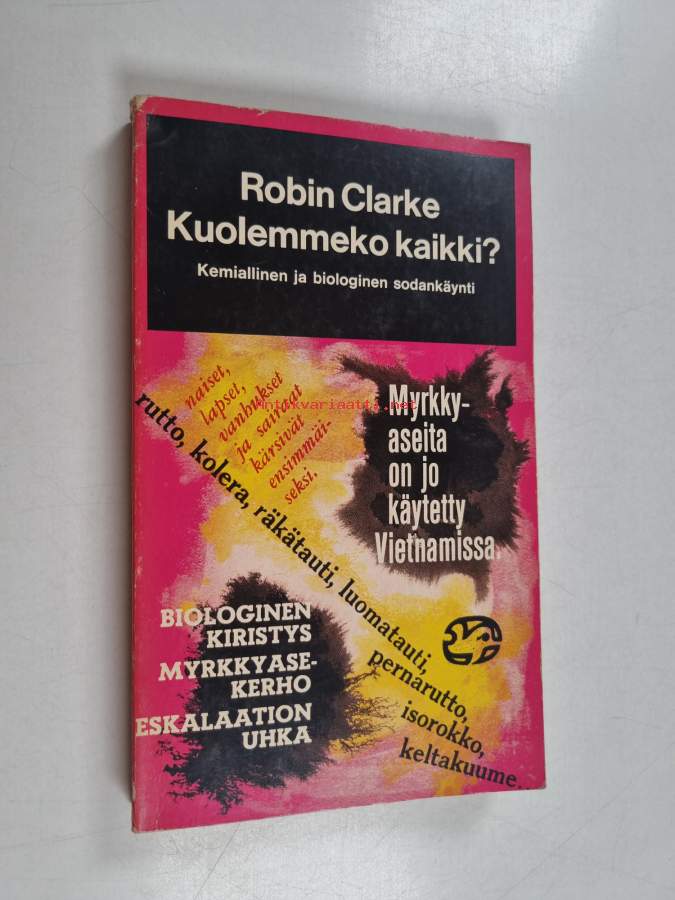 Robin Clarke
Kuolemmeko kaikki?
Kemiallinen ja biologinen sodankäynti
naiset,
lapset,
vanhukset
ja sairaat
kärsivät
ensimmäi-
seksi.
rutto, kolera, räkätauti, luomatauti,
pernarutto,
isorokko,
keltakuume...
Myrkky-
aseita
on jo
käytetty
Vietnamissa.
BIOLOGINEN
KIRISTYS
MYRKKYASE-
KERHO
ESKALAATION
UHKA